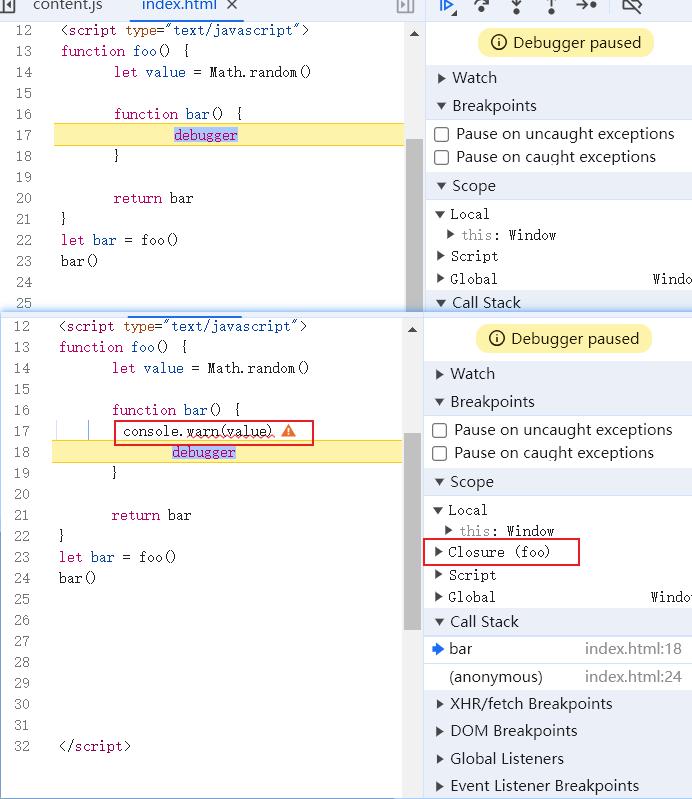 content.js index.html ×
12 <script type="text/javascript">
13 function foo() {
14 let value = Math.random()
15
16 function bar() {
17 debugger
18 }
19
20 return bar
21 }
22 let bar = foo()
23 bar()
24
25
Debugger paused
Watch
Breakpoints
Pause on uncaught exceptions
Pause on caught exceptions
Scope
Local
this: Window
Script
Global Windo
Call Stack
12 <script type="text/javascript">
13 function foo() {
14 let value = Math.random()
15
16 function bar() {
17 console.warn(value)
18 debugger
19 }
20
21 return bar
22 }
23 let bar = foo()
24 bar()
25
26
27
28
29
30
31
32 </script>
Debugger paused
Watch
Breakpoints
Pause on uncaught exceptions
Pause on caught exceptions
Scope
Local
this: Window
Closure (foo)
Script
Global Windo
Call Stack
bar index.html:18
(anonymous) index.html:24
XHR/fetch Breakpoints
DOM Breakpoints
Global Listeners
Event Listener Breakpoints